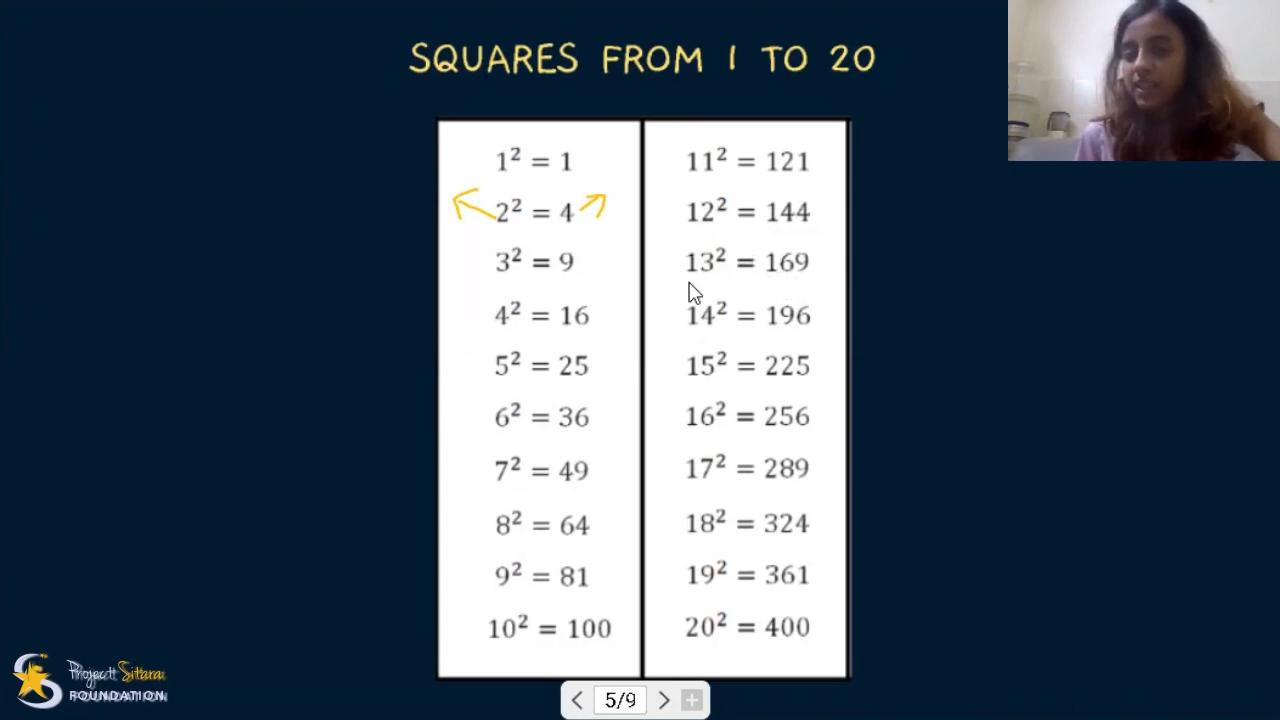 SQUARES FROM 1 TO 20
1² = 1
2² = 4
3² = 9
4² = 16
5² = 25
6² = 36
7² = 49
8² = 64
9² = 81
10² = 100
11² = 121
12² = 144
13² = 169
14² = 196
15² = 225
16² = 256
17² = 289
18² = 324
19² = 361
20² = 400
Project Sitara
FOUNDATION
5/9